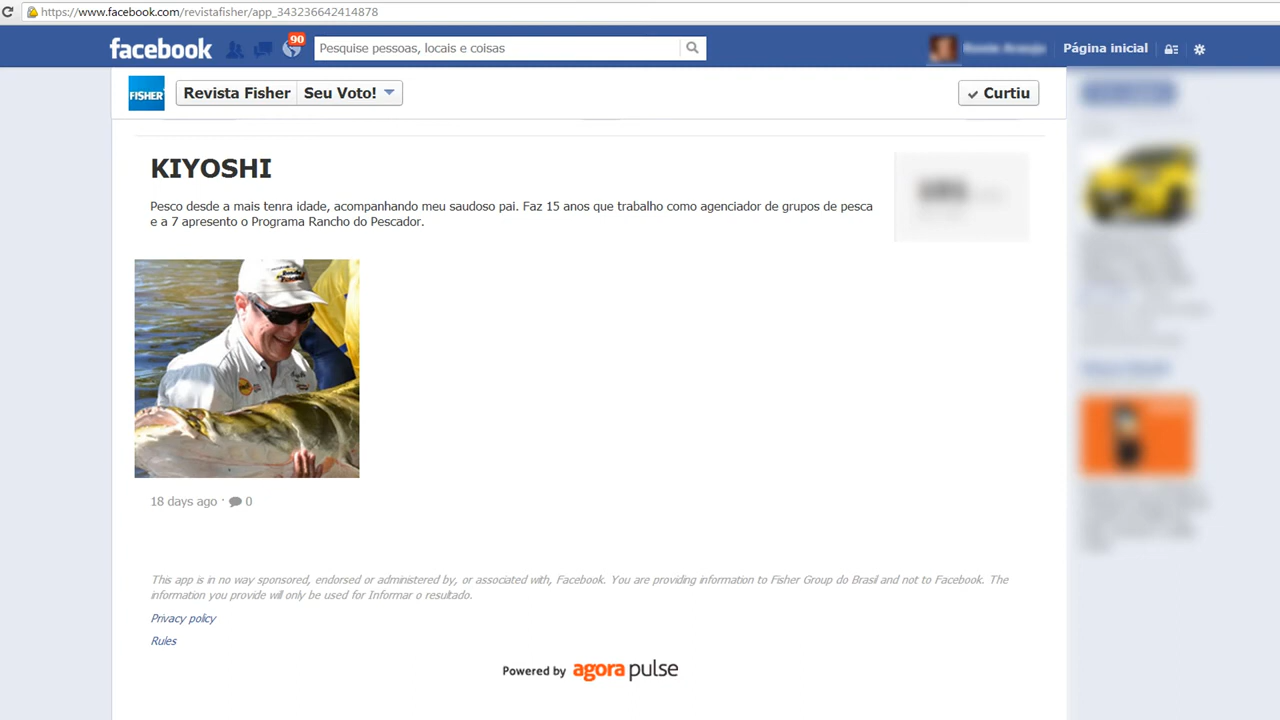 https://www.facebook.com/revistafisher/app_343236642414878
facebook
90
Pesquise pessoas, locais e coisas
Página inicial
FISHER
Revista Fisher
Seu Voto!
Curtiu
KIYOSHI
Pesco desde a mais tenra idade, acompanhando meu saudoso pai. Faz 15 anos que trabalho como agenciador de grupos de pesca
e a 7 apresento o Programa Rancho do Pescador.
18 days ago · 0
This app is in no way sponsored, endorsed or administered by, or associated with, Facebook. You are providing information to Fisher Group do Brasil and not to Facebook. The
information you provide will only be used for Informar o resultado.
Privacy policy
Rules
Powered by agora pulse